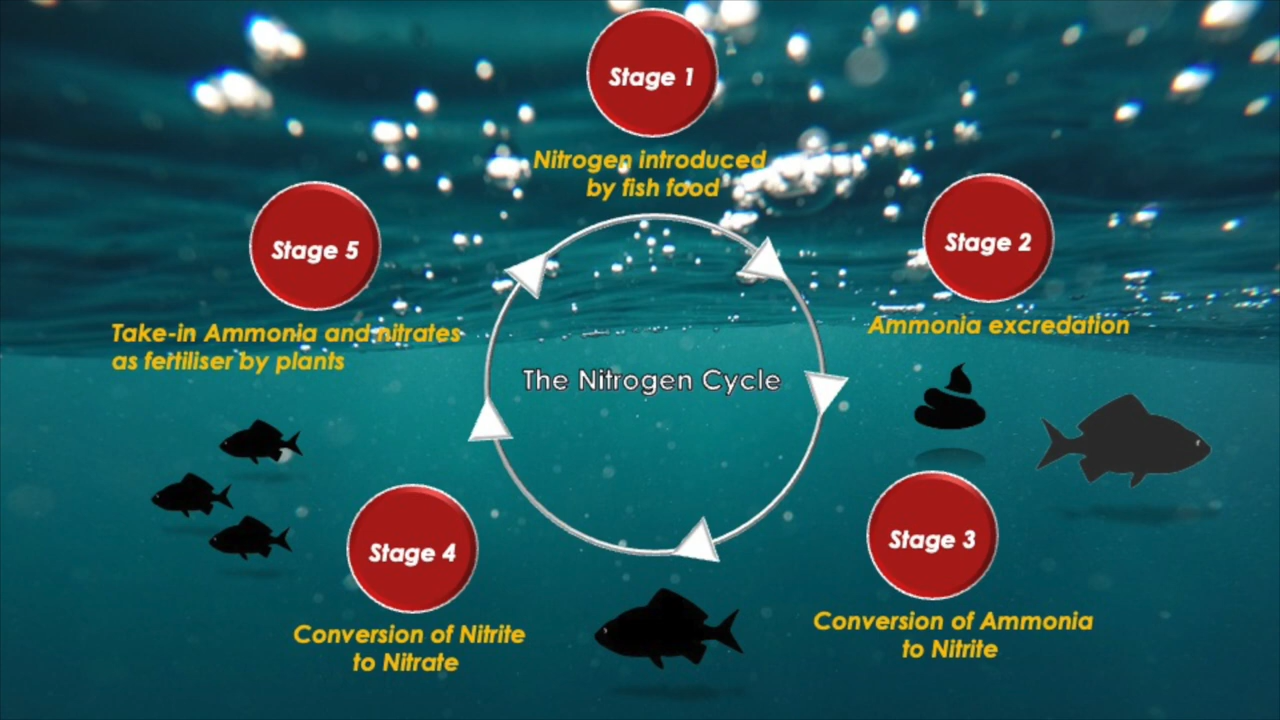 Stage 1
Nitrogen introduced
by fish food
Stage 2
Ammonia excredation
Stage 3
Conversion of Ammonia
to Nitrite
Stage 4
Conversion of Nitrite
to Nitrate
Stage 5
Take-in Ammonia and nitrates
as fertiliser by plants
The Nitrogen Cycle